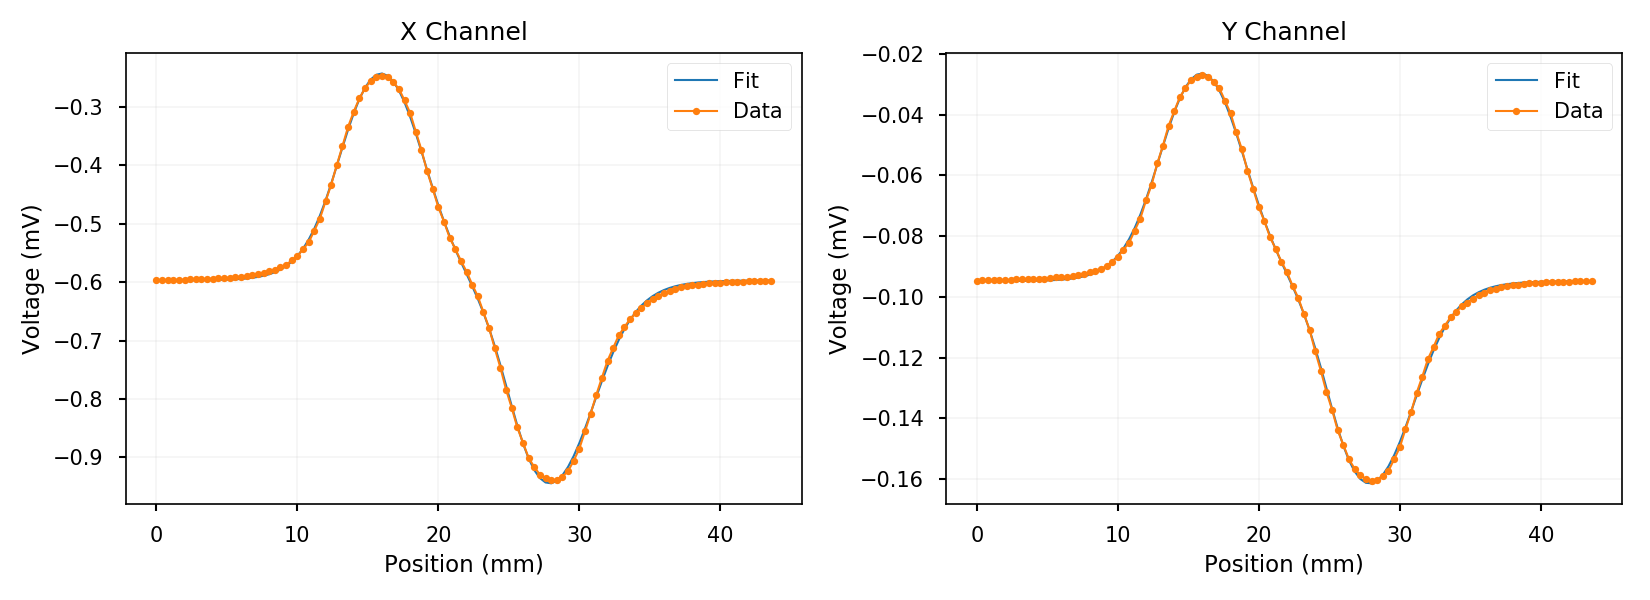 X Channel
Voltage (mV)
−0.3
−0.4
−0.5
−0.6
−0.7
−0.8
−0.9
Fit
Data
0
10
20
30
40
Position (mm)
Y Channel
Voltage (mV)
−0.02
−0.04
−0.06
−0.08
−0.10
−0.12
−0.14
−0.16
Fit
Data
0
10
20
30
40
Position (mm)